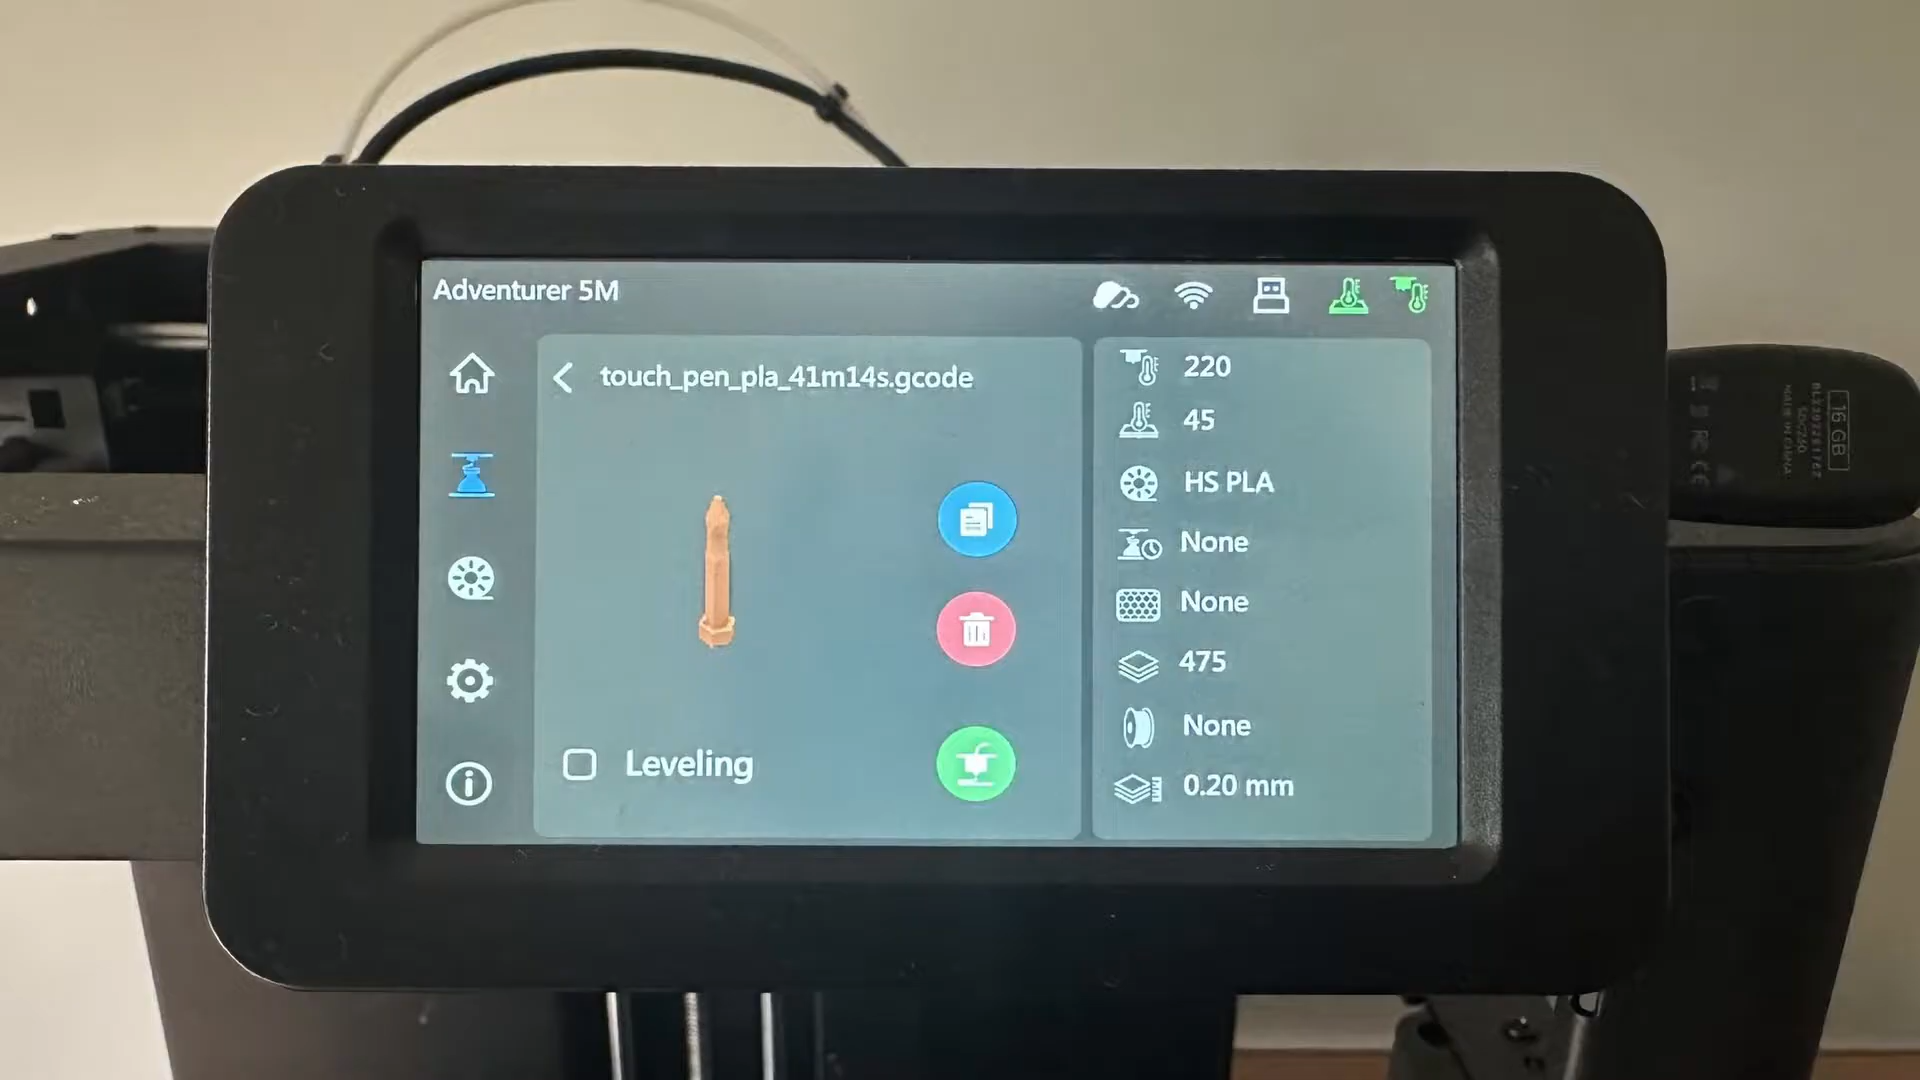 Adventurer 5M
touch_pen_pla_41m14s.gcode
Leveling
220
45
HS PLA
None
None
475
None
0.20 mm
16 GB